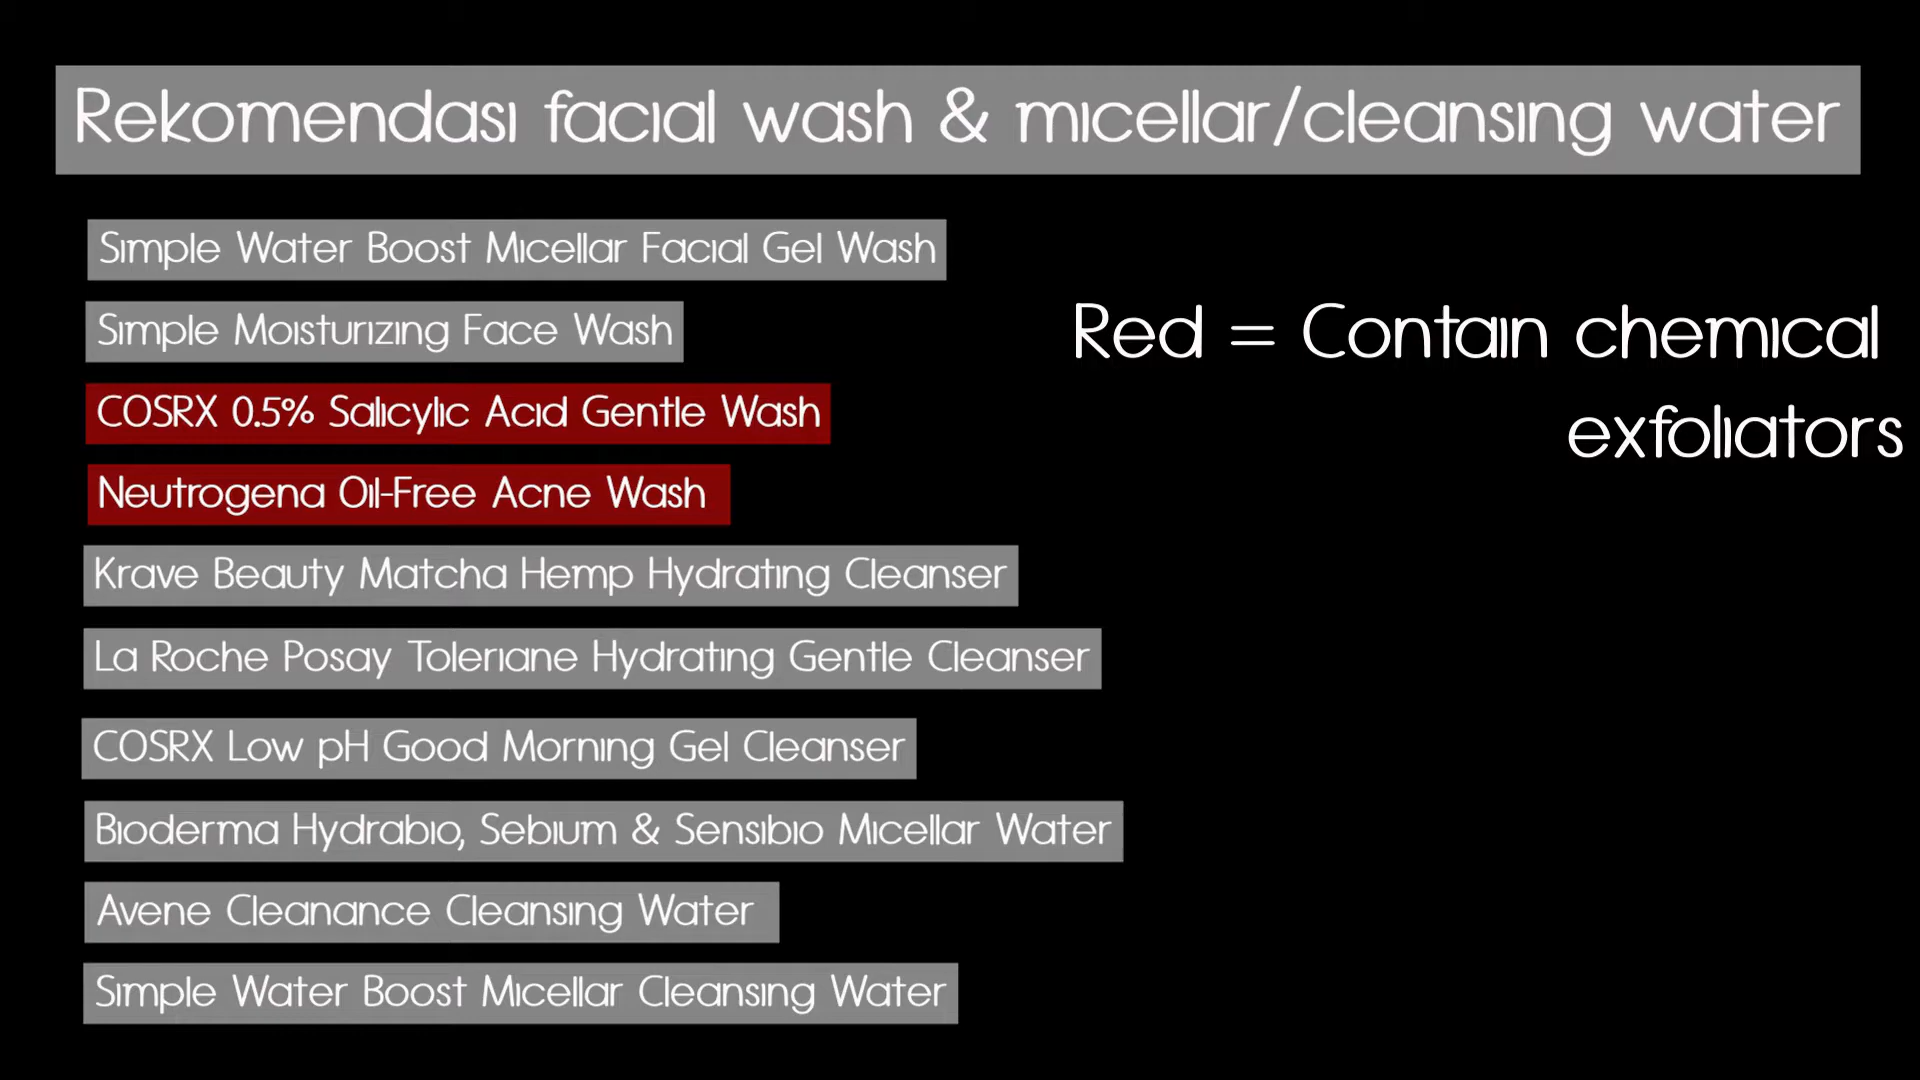 Rekomendasi facial wash & micellar/cleansing water
Simple Water Boost Micellar Facial Gel Wash
Simple Moisturizing Face Wash
COSRX 0.5% Salicylic Acid Gentle Wash
Neutrogena Oil-Free Acne Wash
Krave Beauty Matcha Hemp Hydrating Cleanser
La Roche Posay Toleriane Hydrating Gentle Cleanser
COSRX Low pH Good Morning Gel Cleanser
Bioderma Hydrabio, Sebium & Sensibio Micellar Water
Avene Cleanance Cleansing Water
Simple Water Boost Micellar Cleansing Water
Red = Contain chemical
exfoliators